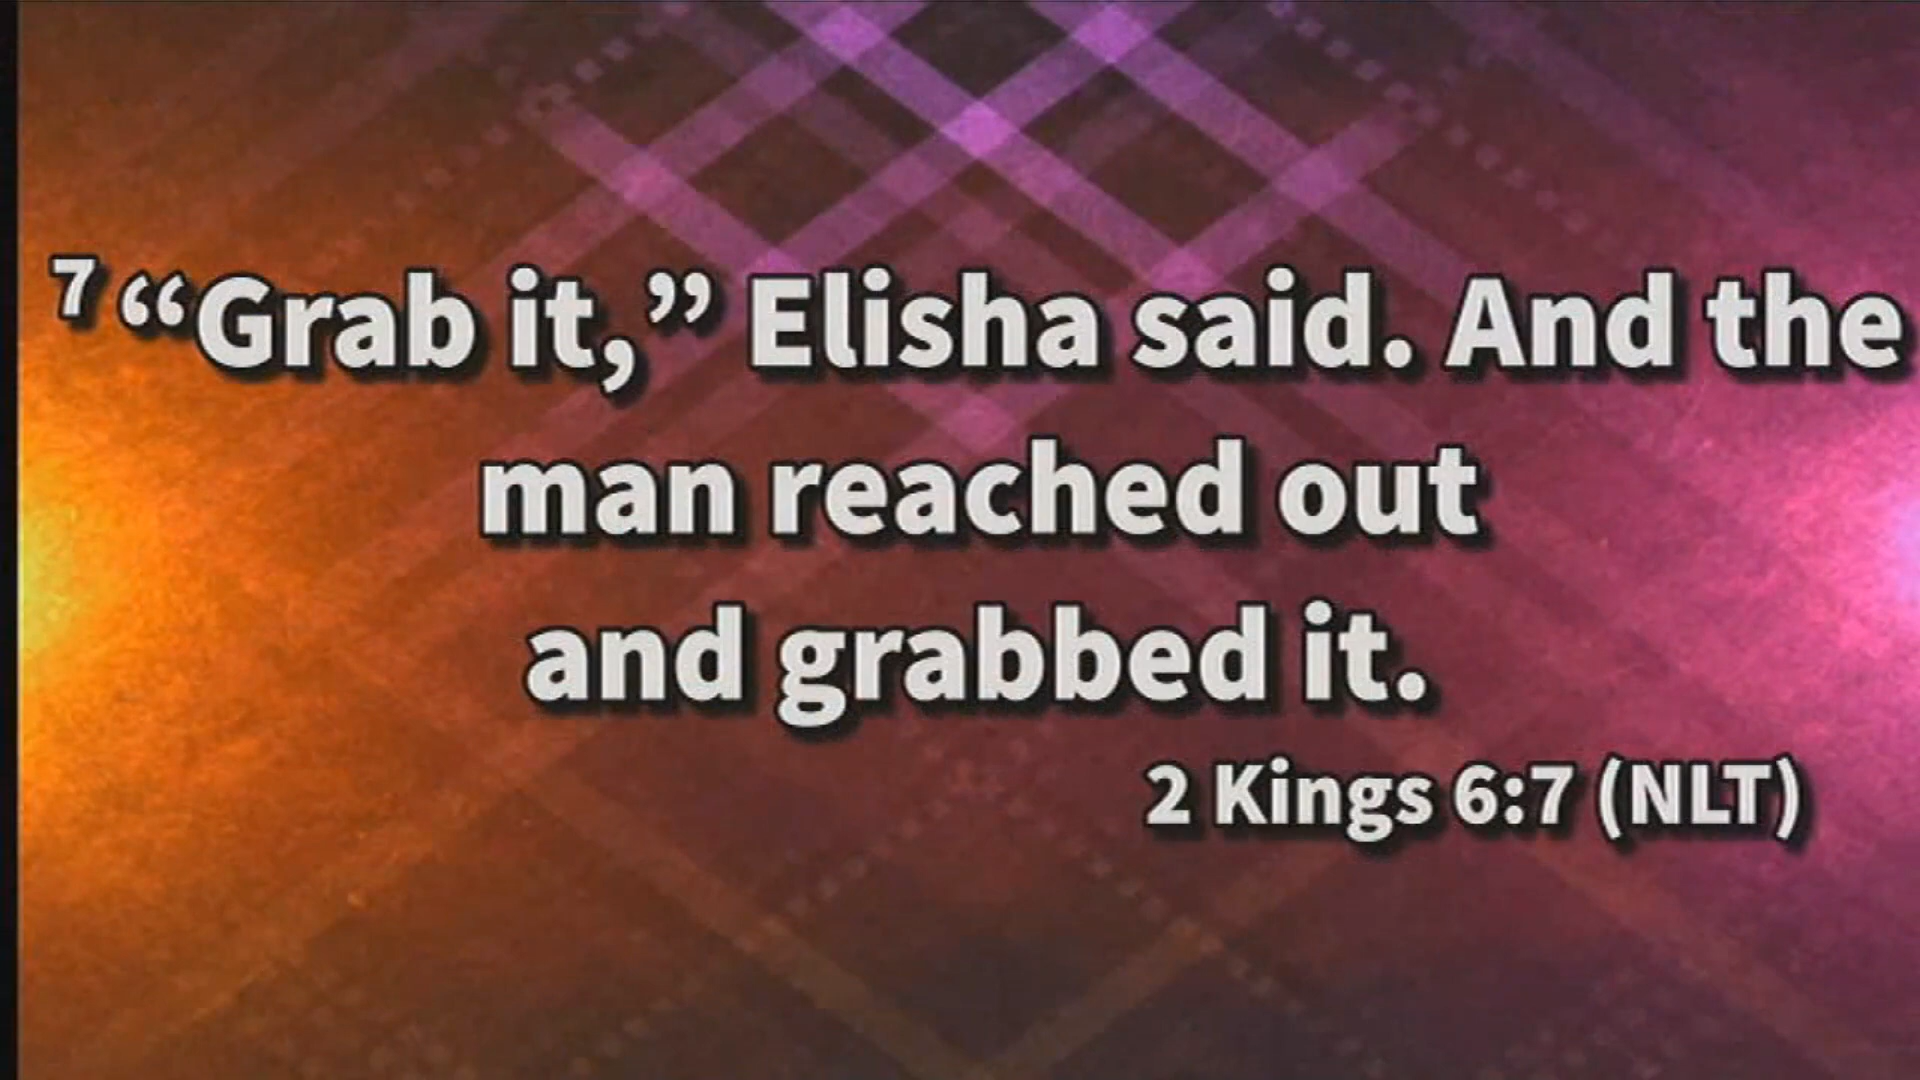 ⁷ “Grab it,” Elisha said. And the
man reached out
and grabbed it.
2 Kings 6:7 (NLT)